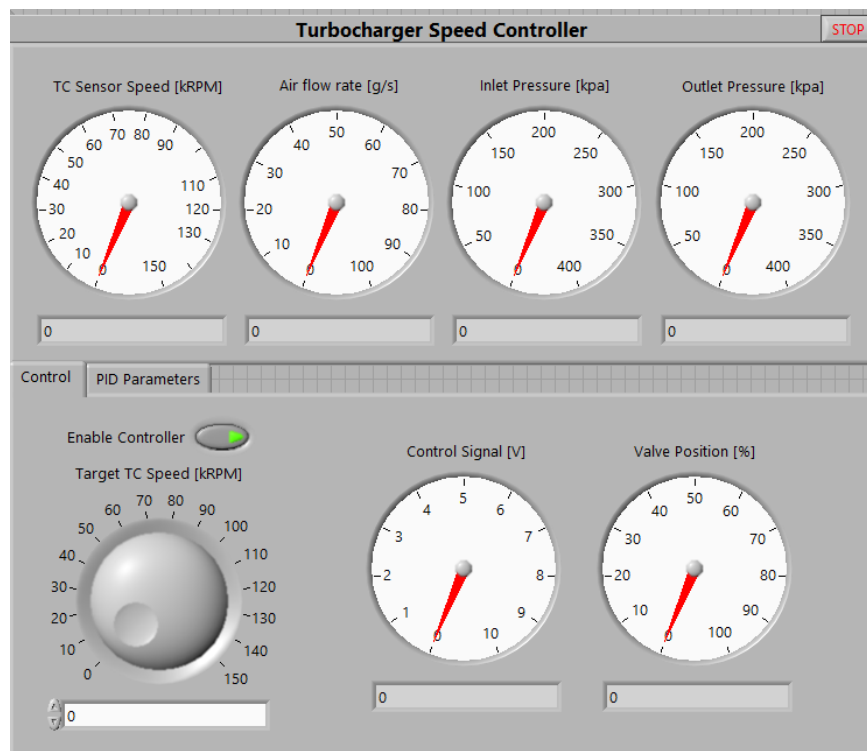 Turbocharger Speed Controller
STOP
TC Sensor Speed [kRPM]
0 10 20 30 40 50 60 70 80 90 110 120 130 150
0
Air flow rate [g/s]
0 10 20 30 40 50 60 70 80 90 100
0
Inlet Pressure [kpa]
0 50 100 150 200 250 300 350 400
0
Outlet Pressure [kpa]
0 50 100 150 200 250 300 350 400
0
Control
PID Parameters
Enable Controller
Target TC Speed [kRPM]
0 10 20 30 40 50 60 70 80 90 100 110 120 130 140 150
0
Control Signal [V]
0 1 2 3 4 5 6 7 8 9 10
0
Valve Position [%]
0 10 20 30 40 50 60 70 80 90 100
0